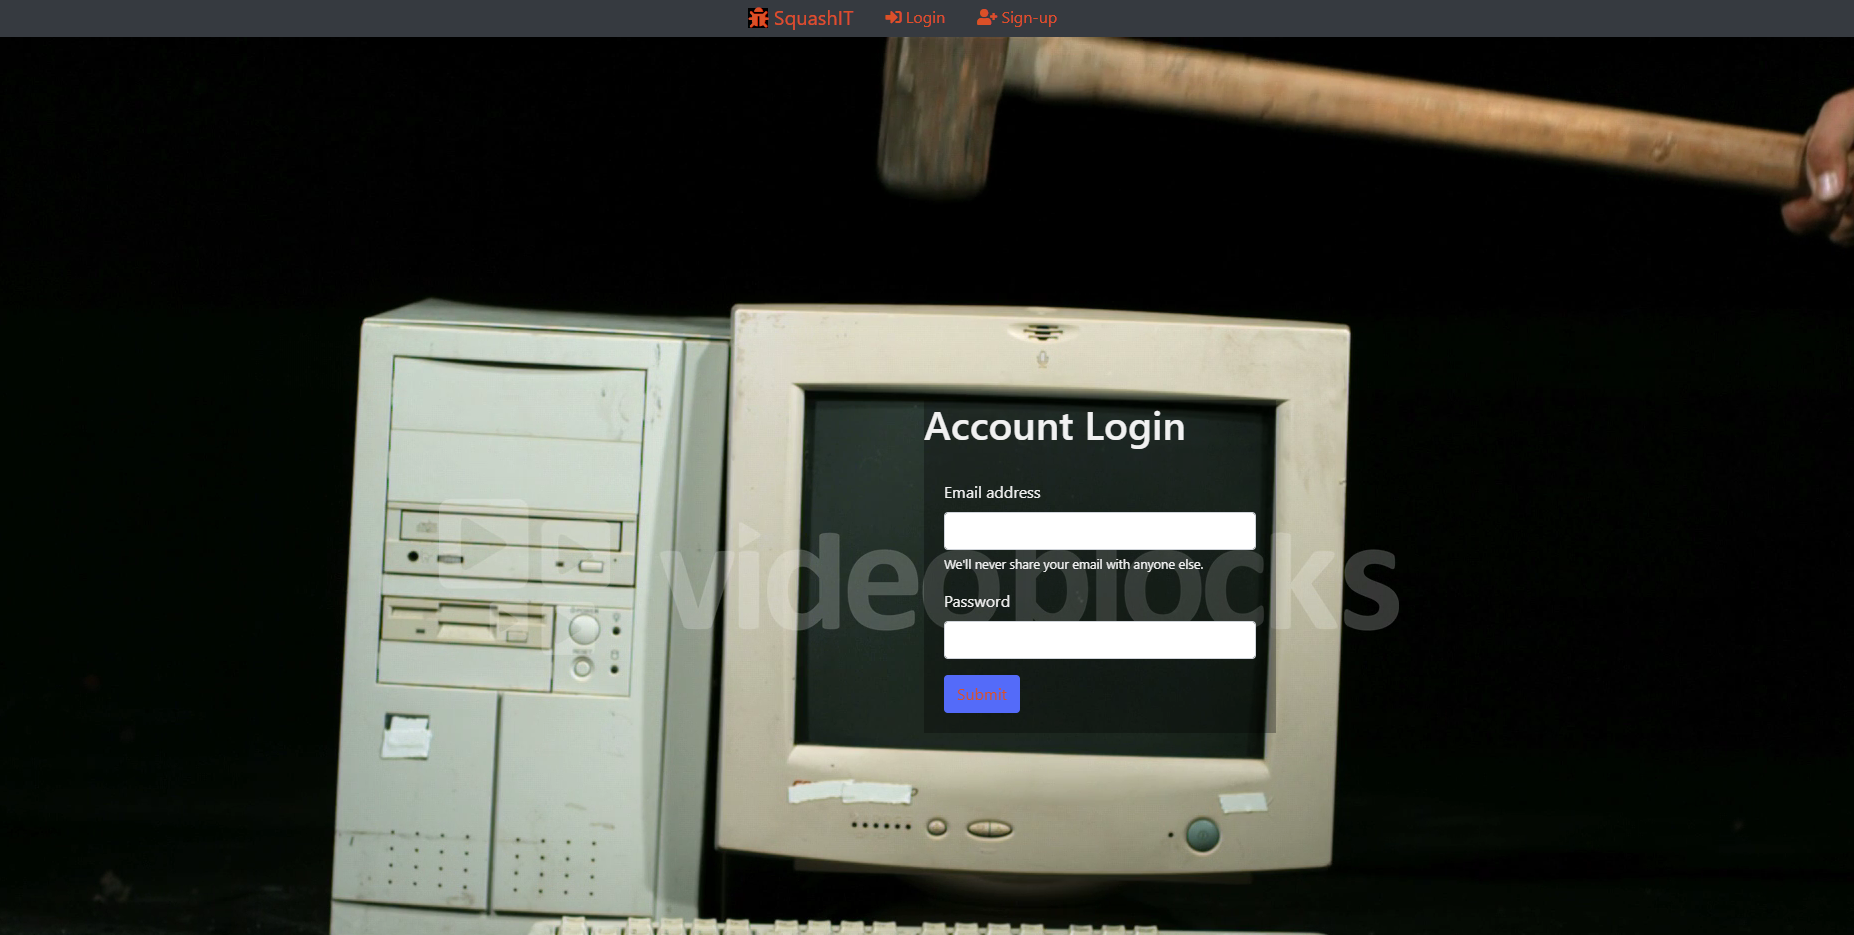 SquashIT Login Sign-up
Account Login
Email address
We'll never share your email with anyone else.
videoblocks
Password
Submit